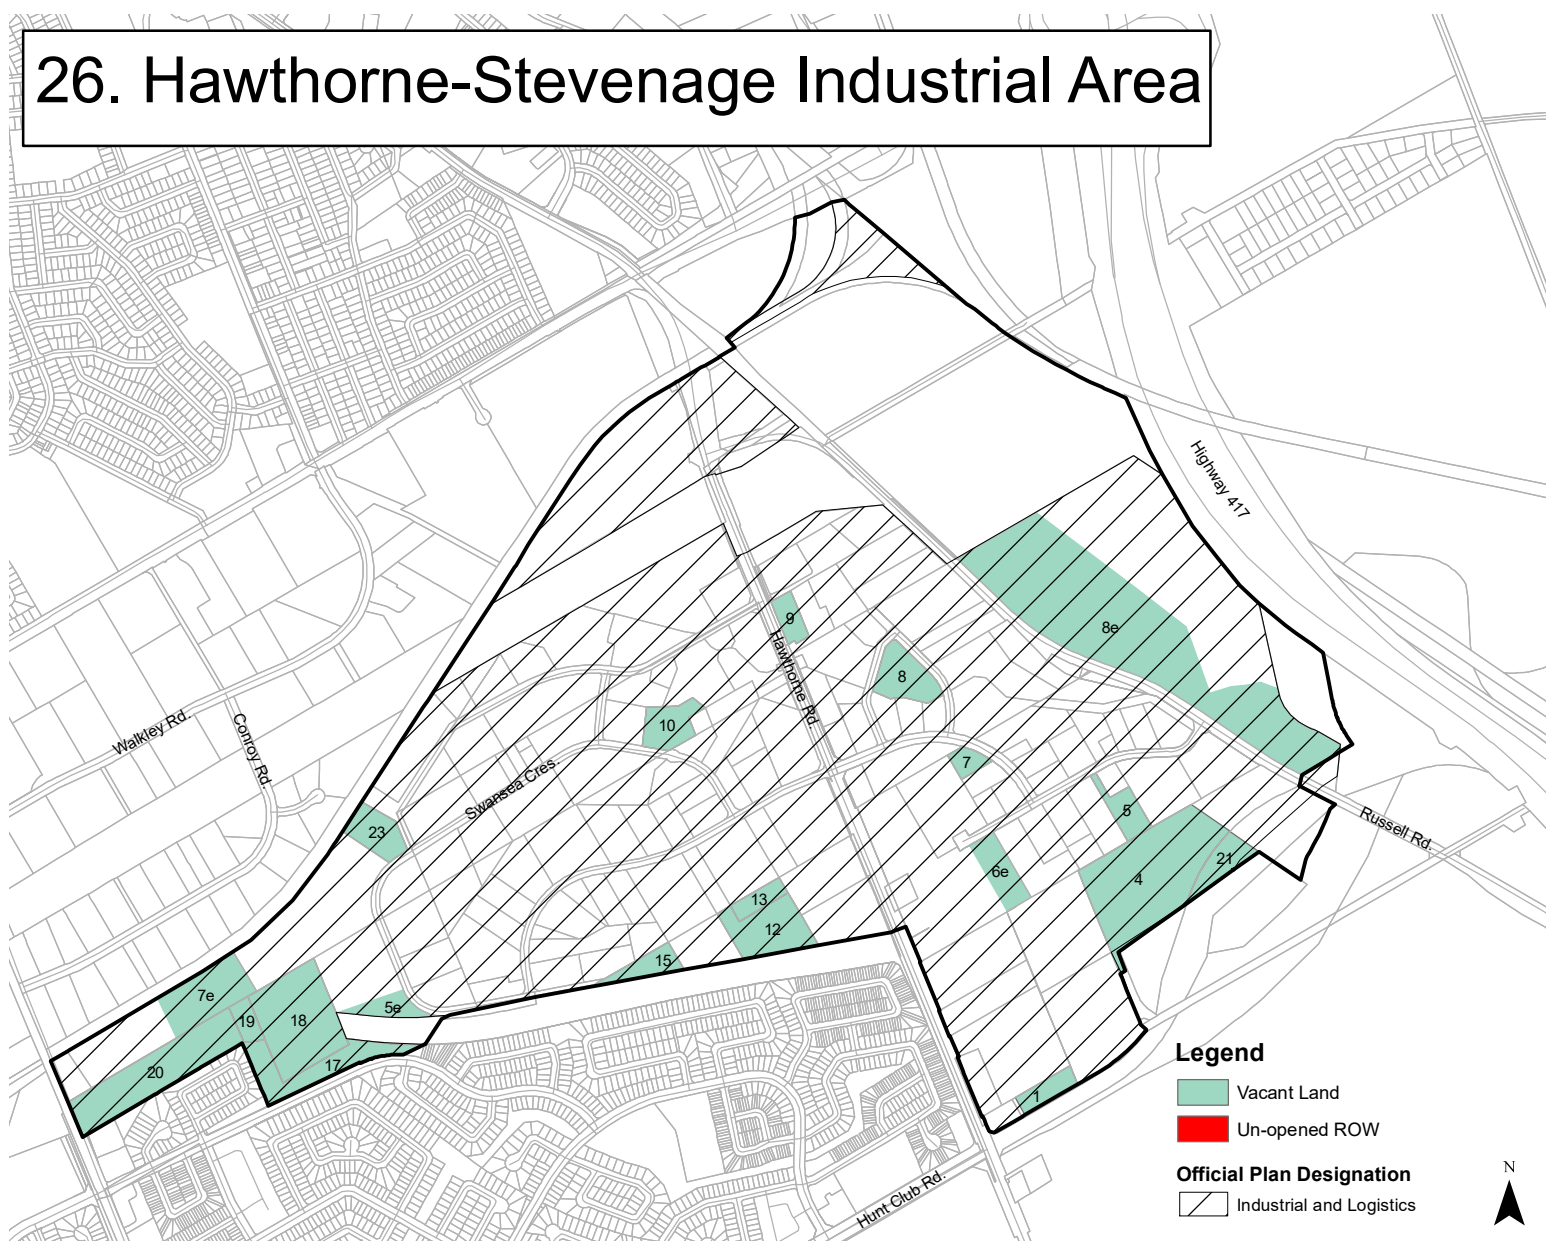 26. Hawthorne-Stevenage Industrial Area
Highway 417
8e
9
Hawthorne Rd.
8
10
Walkley Rd.
Conroy Rd.
Swansea Cres.
7
5
23
Russell Rd.
21
4
6e
13
12
15
7e
5e
19
18
17
20
1
Hunt Club Rd.
Legend
Vacant Land
Un-opened ROW
Official Plan Designation
Industrial and Logistics
N